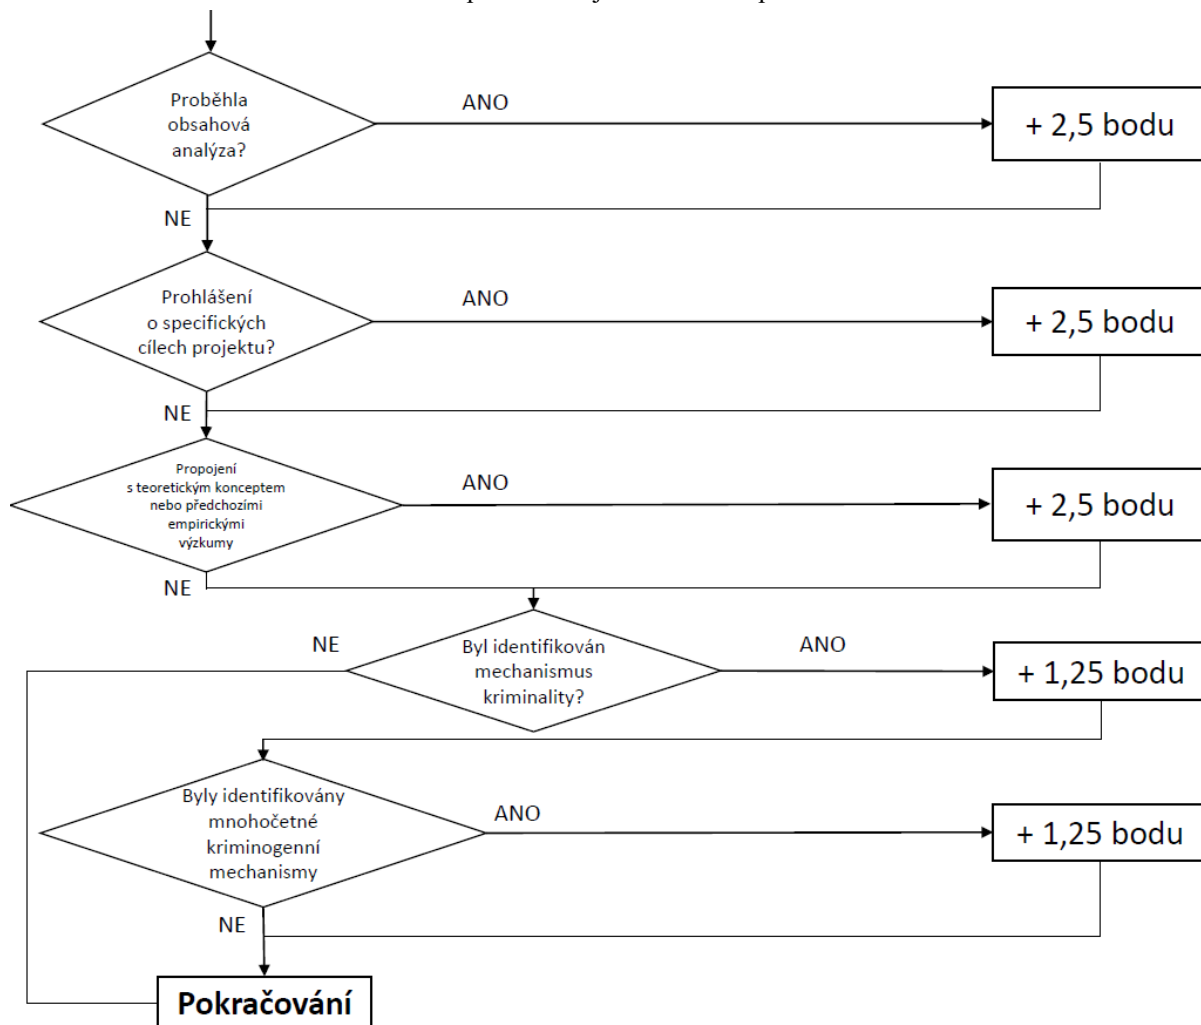 Proběhla
obsahová
analýza?
ANO
+ 2,5 bodu
NE
Prohlášení
o specifických
cílech projektu?
ANO
+ 2,5 bodu
NE
Propojení
s teoretickým konceptem
nebo předchozími
empirickými
výzkumy
ANO
+ 2,5 bodu
NE
NE
Byl identifikován
mechanismus
kriminality?
ANO
+ 1,25 bodu
Byly identifikovány
mnohočetné
kriminogenní
mechanismy
ANO
+ 1,25 bodu
NE
Pokračování